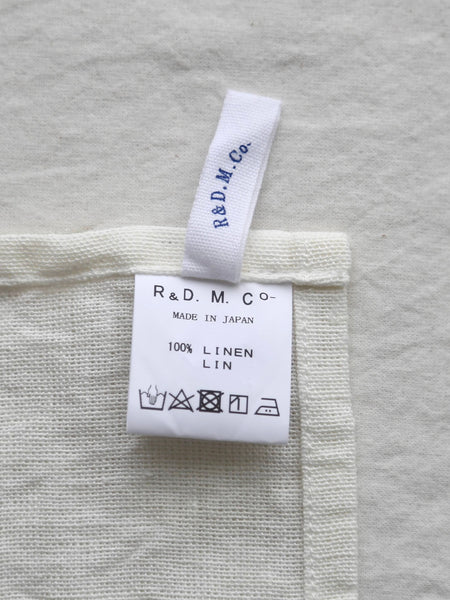 R&D.M.Co-
R & D. M. Co-
MADE IN JAPAN
100% LINEN
LIN